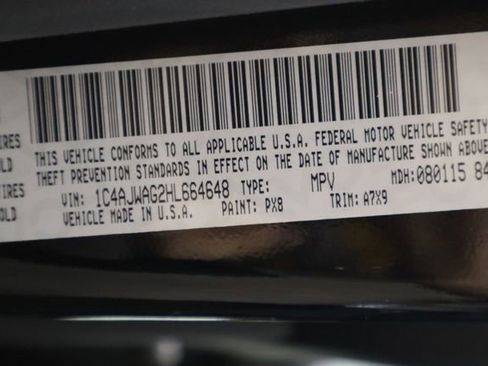 IRES
OLD
IRES
OLD
THIS VEHICLE CONFORMS TO ALL APPLICABLE U.S.A. FEDERAL MOTOR VEHICLE SAFETY
THEFT PREVENTION STANDARDS IN EFFECT ON THE DATE OF MANUFACTURE SHOWN ABOVE
VIN: 1C4AJWAG2HL664648 TYPE: MPV MDH:080115 84
VEHICLE MADE IN U.S.A. PAINT: PX8 TRIM: A7X9